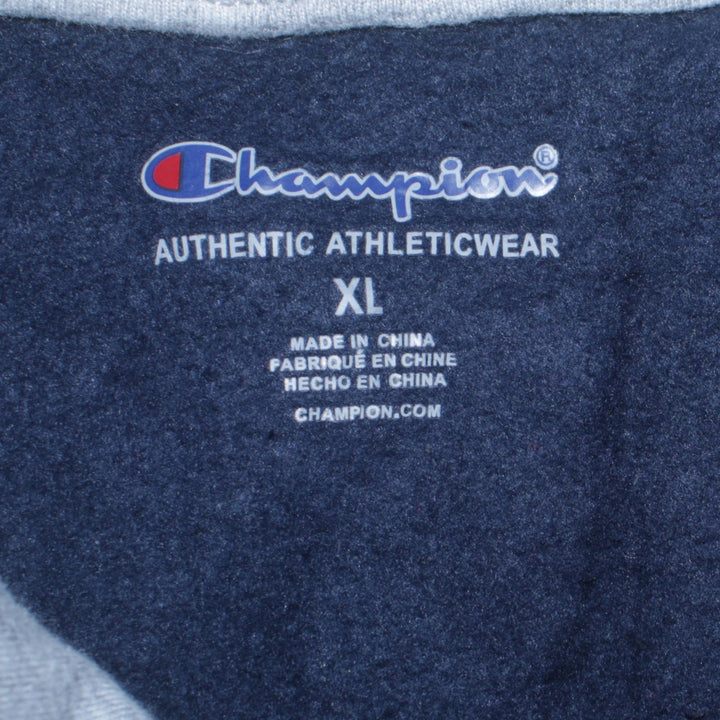 Champion®
AUTHENTIC ATHLETICWEAR
XL
MADE IN CHINA
FABRIQUÉ EN CHINE
HECHO EN CHINA
CHAMPION.COM